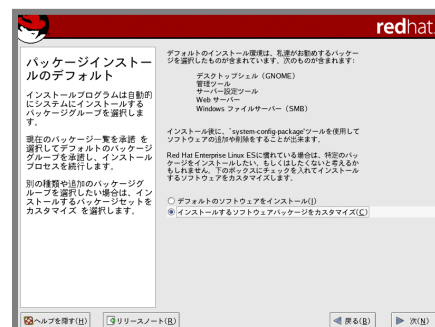 redhat.
パッケージインストー
ルのデフォルト
インストールプログラムは自動的
にシステムにインストールする
パッケージグループを選択しま
す。
現在のパッケージ一覧を承諾 を
選択してデフォルトのパッケージ
グループを承諾し、インストール
プロセスを続行します。
別の種類や追加のパッケージグ
ループを選択したい場合は、イン
ストールするパッケージセットを
カスタマイズ を選択します。
デフォルトのインストール環境は、私達がお勧めするパッケー
ジを選択したものが含まれています。次のものが含まれます:
デスクトップシェル（GNOME）
管理ツール
サーバー設定ツール
Web サーバー
Windows ファイルサーバー（SMB）
インストール後に、`system-config-package'ツールを使用して
ソフトウェアの追加や削除をすることが出来ます。
Red Hat Enterprise Linux ESに慣れている場合は、特定のパッ
ケージをインストールしたい、もしくはしたくないと考えるか
もしれません。下のボックスにチェックを入れてインストール
するソフトウェアをカスタマイズします。
デフォルトのソフトウェアをインストール(I)
インストールするソフトウェアパッケージをカスタマイズ(C)
ヘルプを隠す(H)
リリースノート(R)
戻る(B)
次(N)